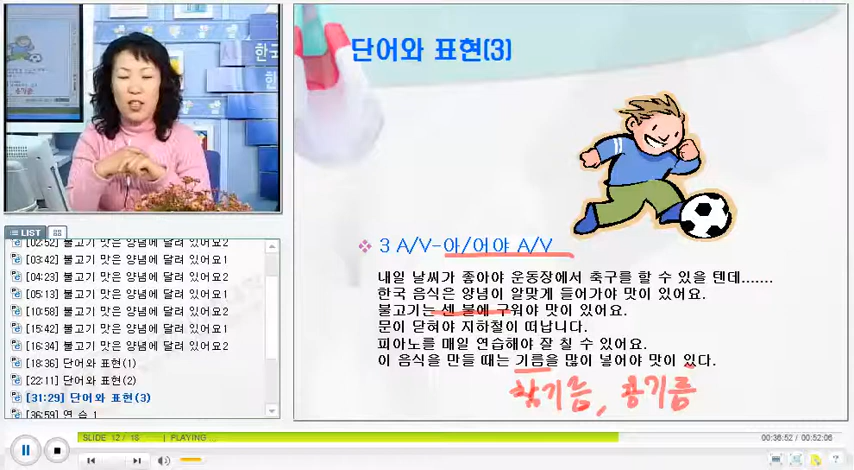 한국
단어와 표현(3)
3 A/V-아/어야 A/V
내일 날씨가 좋아야 운동장에서 축구를 할 수 있을 텐데.......
한국 음식은 양념이 알맞게 들어가야 맛이 있어요.
불고기는 센 불에 구워야 맛이 있어요.
문이 닫혀야 지하철이 떠납니다.
피아노를 매일 연습해야 잘 칠 수 있어요.
이 음식을 만들 때는 기름을 많이 넣어야 맛이 있다.
참기름, 콩기름
LIST
[02:52] 불고기 맛은 양념에 달려 있어요2
[03:42] 불고기 맛은 양념에 달려 있어요1
[04:23] 불고기 맛은 양념에 달려 있어요2
[05:13] 불고기 맛은 양념에 달려 있어요1
[10:58] 불고기 맛은 양념에 달려 있어요2
[15:42] 불고기 맛은 양념에 달려 있어요1
[16:34] 불고기 맛은 양념에 달려 있어요2
[18:36] 단어와 표현(1)
[22:11] 단어와 표현(2)
[31:29] 단어와 표현(3)
[36:59] 연 습 1
SLIDE 12 / 18 | PLAYING...
00:36:52 / 00:52:06